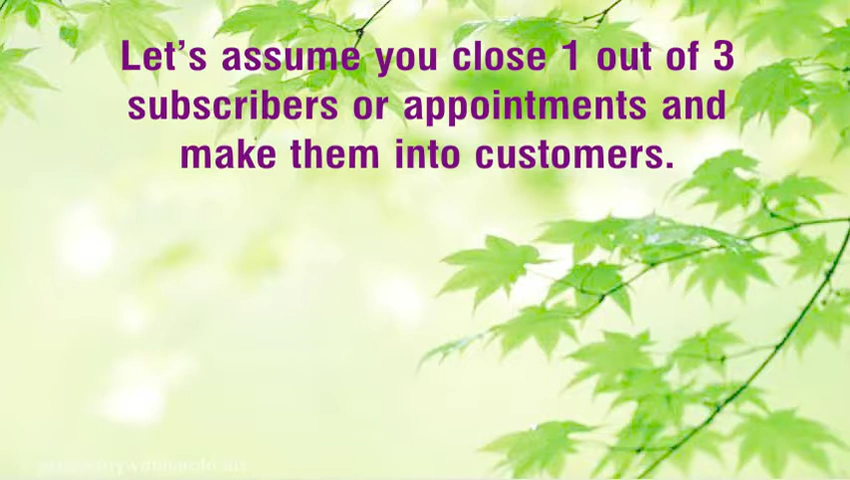 Let’s assume you close 1 out of 3
subscribers or appointments and
make them into customers.